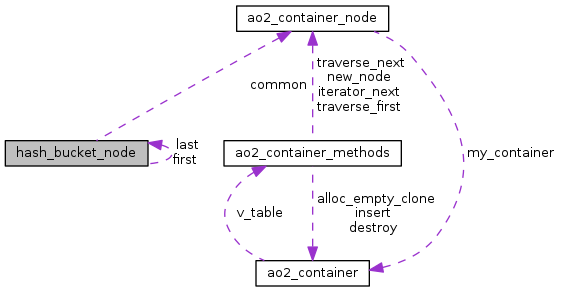 ao2_container_node
common
traverse_next
new_node
iterator_next
traverse_first
hash_bucket_node
last
first
ao2_container_methods
my_container
v_table
alloc_empty_clone
insert
destroy
ao2_container